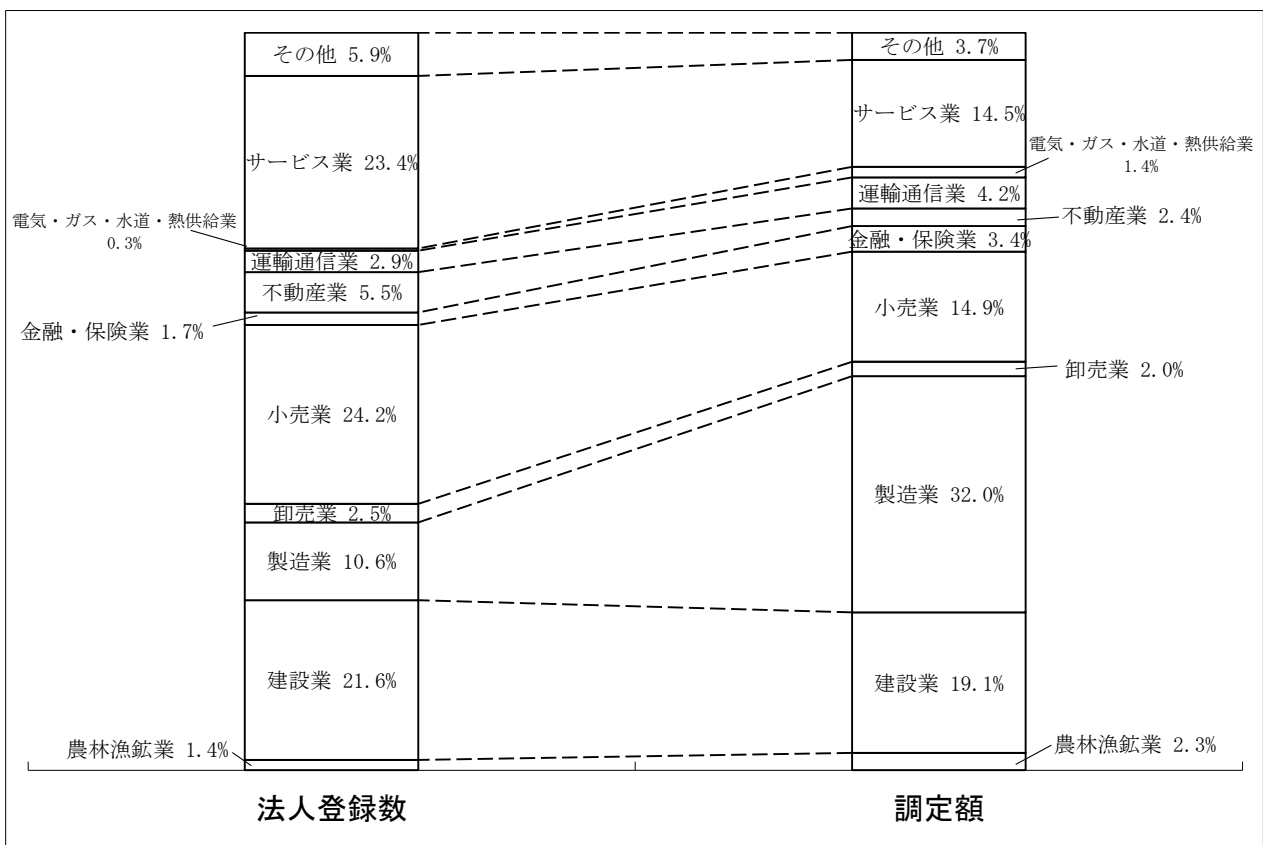 その他 5.9%
サービス業 23.4%
電気・ガス・水道・熱供給業
0.3%
運輸通信業 2.9%
不動産業 5.5%
金融・保険業 1.7%
小売業 24.2%
卸売業 2.5%
製造業 10.6%
建設業 21.6%
農林漁鉱業 1.4%
法人登録数
その他 3.7%
サービス業 14.5%
電気・ガス・水道・熱供給業
1.4%
運輸通信業 4.2%
不動産業 2.4%
金融・保険業 3.4%
小売業 14.9%
卸売業 2.0%
製造業 32.0%
建設業 19.1%
農林漁鉱業 2.3%
調定額